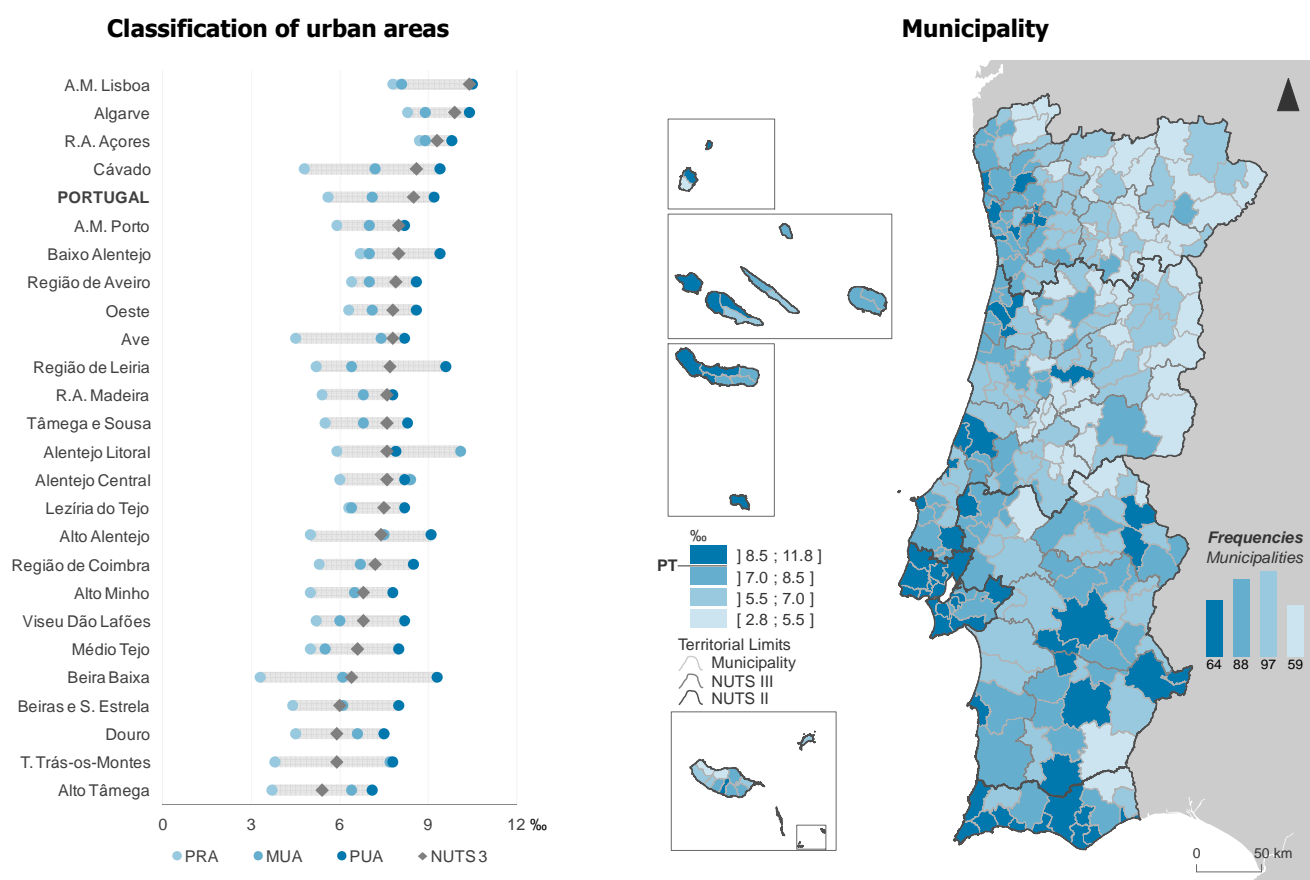 Classification of urban areas
A.M. Lisboa
Algarve
R.A. Açores
Cávado
PORTUGAL
A.M. Porto
Baixo Alentejo
Região de Aveiro
Oeste
Ave
Região de Leiria
R.A. Madeira
Tâmega e Sousa
Alentejo Litoral
Alentejo Central
Lezíria do Tejo
Alto Alentejo
Região de Coimbra
Alto Minho
Viseu Dão Lafões
Médio Tejo
Beira Baixa
Beiras e S. Estrela
Douro
T. Trás-os-Montes
Alto Tâmega
0 3 6 9 12 ‰
PRA MUA PUA NUTS 3
Municipality
‰
PT
] 8.5 ; 11.8 ]
] 7.0 ; 8.5 ]
] 5.5 ; 7.0 ]
[ 2.8 ; 5.5 ]
Territorial Limits
Municipality
NUTS III
NUTS II
Frequencies
Municipalities
64 88 97 59
0 50 km